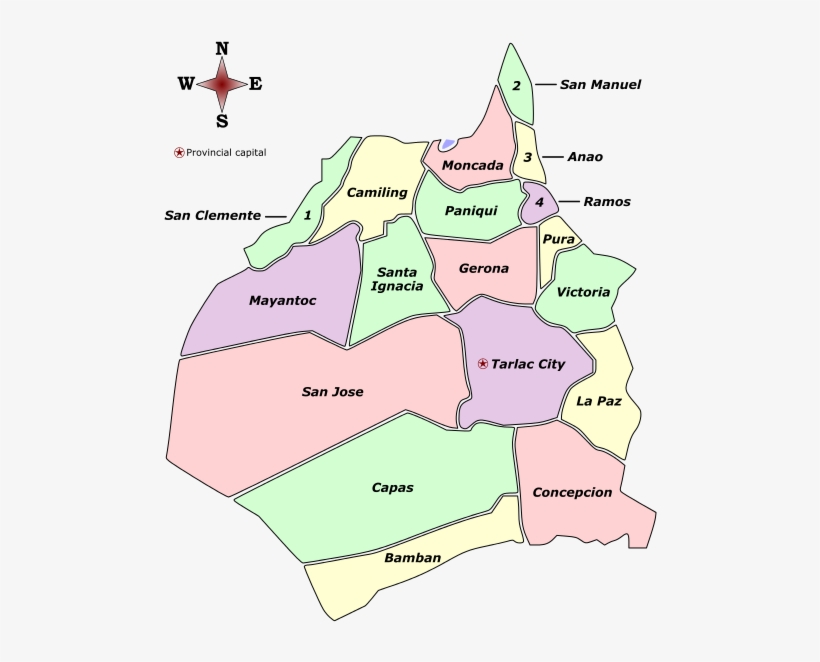 N
W E
S
Provincial capital
2 San Manuel
3 Anao
Moncada
Camiling
4 Ramos
Paniqui
San Clemente 1
Pura
Gerona
Santa
Ignacia
Victoria
Mayantoc
Tarlac City
San Jose
La Paz
Capas
Concepcion
Bamban